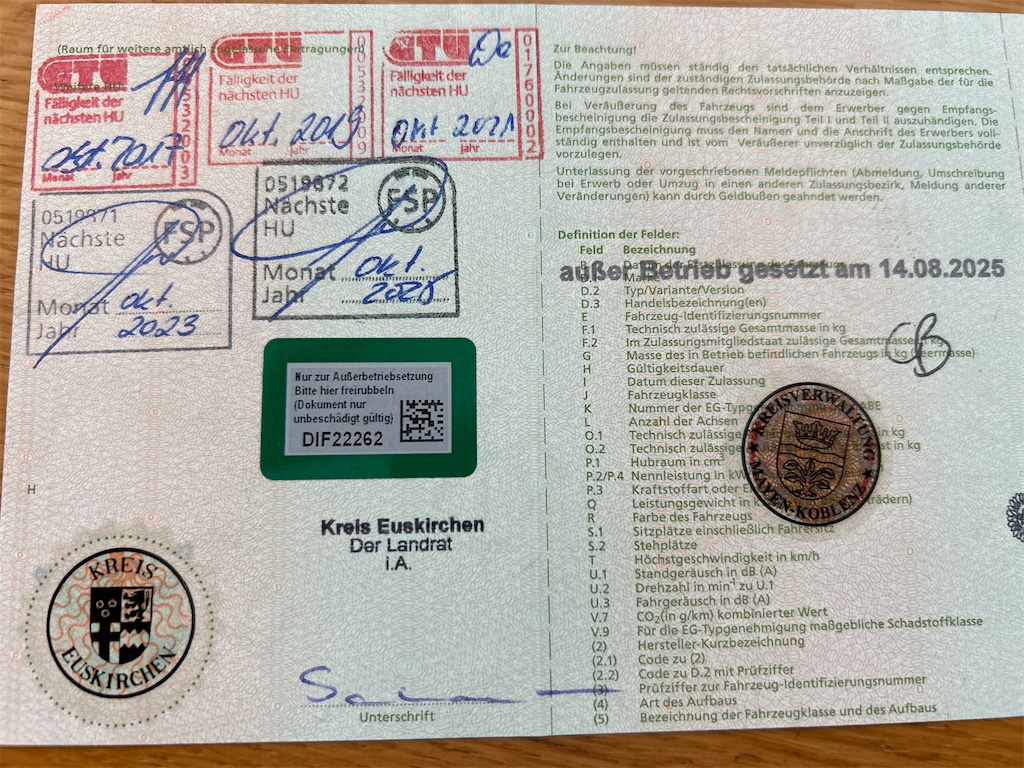 (Raum für weitere amtlich zugelassene Eintragungen)
Weitere HU:
GTÜ
Fälligkeit der
nächsten HU
Okt. 2017
Monat Jahr
GTÜ
Fälligkeit der
nächsten HU
Okt. 2019
Monat Jahr
GTÜ
Fälligkeit der
nächsten HU
Okt 2021
Monat Jahr
01760002
0519871
FSP
Nächste
HU
Monat Okt.
Jahr 2023
0519872
FSP
Nächste
HU
Monat Okt.
Jahr 2025
Nur zur Außerbetriebsetzung
Bitte hier freirubbeln
(Dokument nur
unbeschädigt gültig)
DIF22262
H
Kreis Euskirchen
Der Landrat
i.A.
KREIS
EUSKIRCHEN
Unterschrift
Zur Beachtung!
Die Angaben müssen ständig den tatsächlichen Verhältnissen entsprechen.
Änderungen sind der zuständigen Zulassungsbehörde nach Maßgabe der für die
Fahrzeugzulassung geltenden Rechtsvorschriften anzuzeigen.
Bei Veräußerung des Fahrzeugs sind dem Erwerber gegen Empfangs-
bescheinigung die Zulassungsbescheinigung Teil I und Teil II auszuhändigen. Die
Empfangsbescheinigung muss den Namen und die Anschrift des Erwerbers voll-
ständig enthalten und ist vom Veräußerer unverzüglich der Zulassungsbehörde
vorzulegen.
Unterlassung der vorgeschriebenen Meldepflichten (Abmeldung, Umschreibung
bei Erwerb oder Umzug in einen anderen Zulassungsbezirk, Meldung anderer
Veränderungen) kann durch Geldbußen geahndet werden.
Definition der Felder:
Feld Bezeichnung
außer Betrieb gesetzt am 14.08.2025
D.2 Typ/Variante/Version
D.3 Handelsbezeichnung(en)
E Fahrzeug-Identifizierungsnummer
F.1 Technisch zulässige Gesamtmasse in kg
F.2 Im Zulassungsmitgliedstaat zulässige Gesamtmasse in kg
G Masse des in Betrieb befindlichen Fahrzeugs in kg (Leermasse)
H Gültigkeitsdauer
I Datum dieser Zulassung
J Fahrzeugklasse
K Nummer der EG-Typgenehmigung ABE
L Anzahl der Achsen
O.1 Technisch zulässige in kg
O.2 Technisch zulässige in kg
P.1 Hubraum in cm³
P.2/P.4 Nennleistung in kW
P.3 Kraftstoffart oder
Q Leistungsgewicht in
R Farbe des Fahrzeugs
S.1 Sitzplätze einschließlich Fahrersitz
S.2 Stehplätze
T Höchstgeschwindigkeit in km/h
U.1 Standgeräusch in dB (A)
U.2 Drehzahl in min⁻¹ zu U.1
U.3 Fahrgeräusch in dB (A)
V.7 CO₂(in g/km) kombinierter Wert
V.9 Für die EG-Typgenehmigung maßgebliche Schadstoffklasse
(2) Hersteller-Kurzbezeichnung
(2.1) Code zu (2)
(2.2) Code zu D.2 mit Prüfziffer
(3) Prüfziffer zur Fahrzeug-Identifizierungsnummer
(4) Art des Aufbaus
(5) Bezeichnung der Fahrzeugklasse und des Aufbaus
KREISVERWALTUNG
MAYEN-KOBLENZ